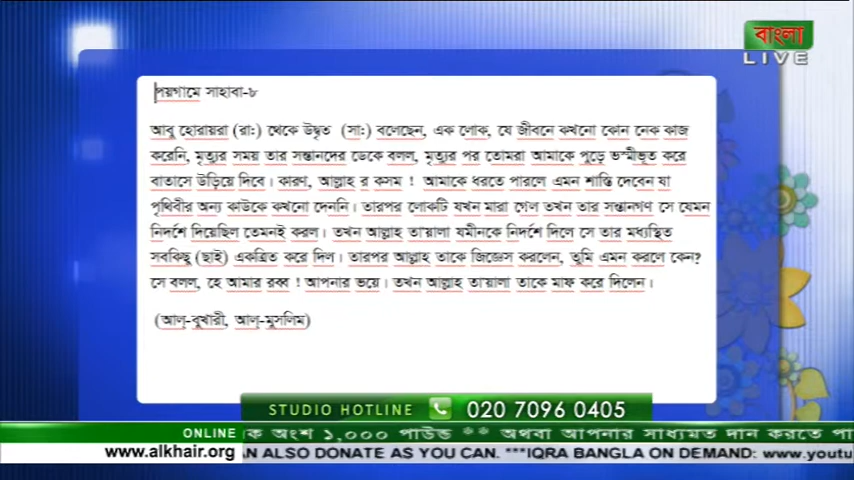 বাংলা
LIVE
পয়গামে সাহাবা-৮
আবু হোরায়রা (রা:) থেকে উদ্বৃত (সা:) বলেছেন, এক লোক, যে জীবনে কখনো কোন নেক কাজ
করেনি, মৃত্যুর সময় তার সন্তানদের ডেকে বলল, মৃত্যুর পর তোমরা আমাকে পুড়ে ভস্মীভূত করে
বাতাসে উড়িয়ে দিবে। কারণ, আল্লাহ র কসম ! আমাকে ধরতে পারলে এমন শাস্তি দেবেন যা
পৃথিবীর অন্য কাউকে কখনো দেননি। তারপর লোকটি যখন মারা গেল তখন তার সন্তানগণ সে যেমন
নির্দশে দিয়েছিল তেমনই করল। তখন আল্লাহ তা'য়ালা যমীনকে নির্দশে দিলে সে তার মধ্যস্থিত
সবকিছু (ছাই) একত্রিত করে দিল। তারপর আল্লাহ তাকে জিজ্ঞেস করলেন, তুমি এমন করলে কেন?
সে বলল, হে আমার রব্ব ! আপনার ভয়ে। তখন আল্লাহ তা'য়ালা তাকে মাফ করে দিলেন।
(আল্-বুখারী, আল্-মুসলিম)
STUDIO HOTLINE 020 7096 0405
ONLINE ক অংশ ১,০০০ পাউন্ড ** অথবা আপনার সাধ্যমত দান করতে পা
www.alkhair.org AN ALSO DONATE AS YOU CAN. ***IQRA BANGLA ON DEMAND: www.youtu